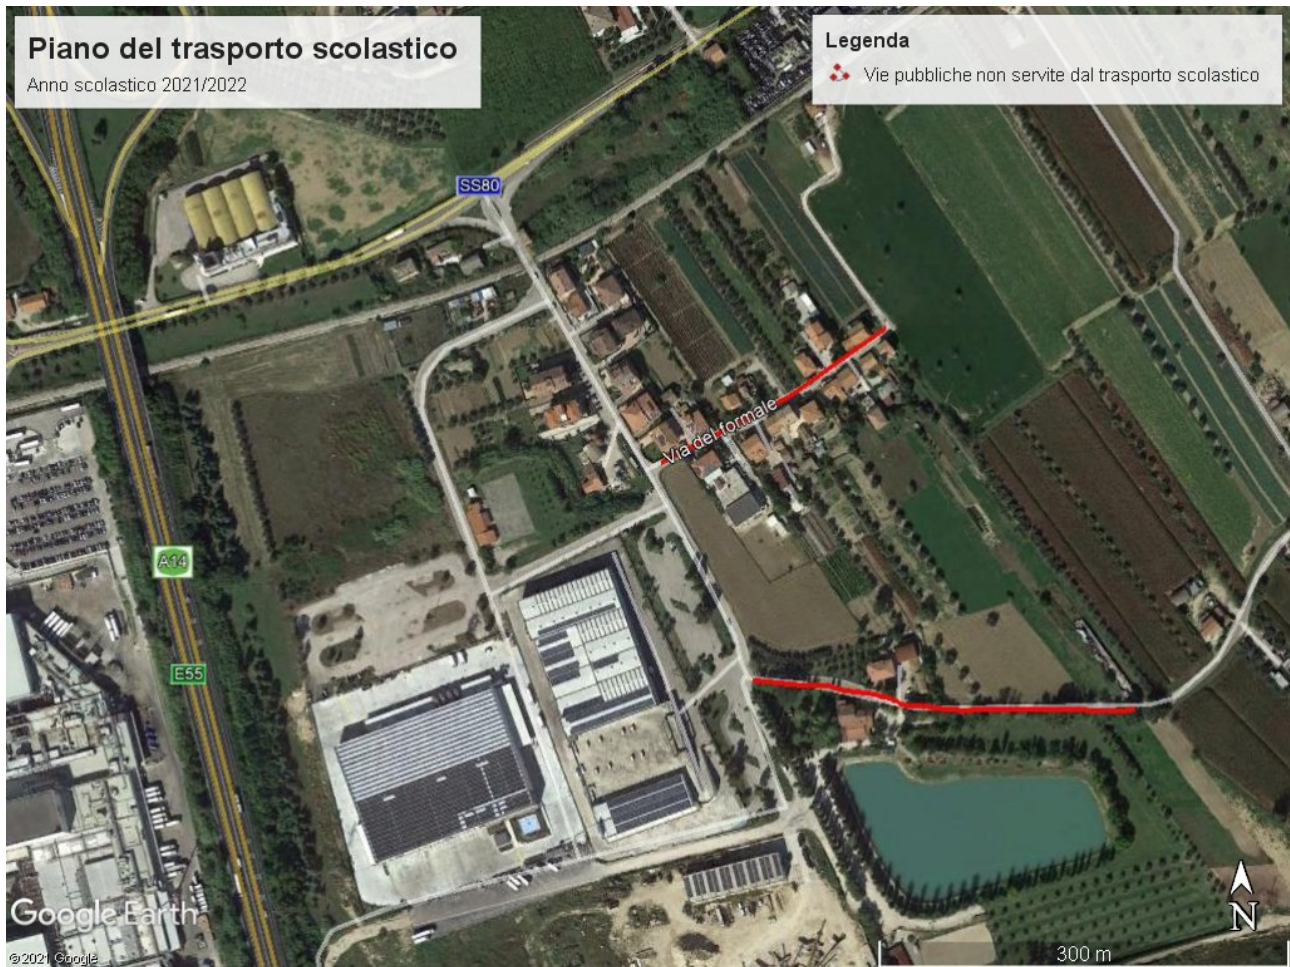 Piano del trasporto scolastico
Anno scolastico 2021/2022
Legenda
Vie pubbliche non servite dal trasporto scolastico
SS80
Via del formale
A14
E55
Google Earth
©2021 Google
N
300 m